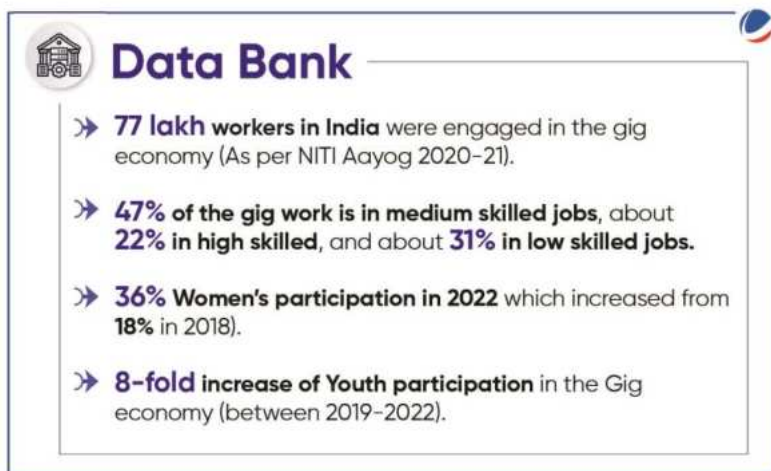 Data Bank
77 lakh workers in India were engaged in the gig
economy (As per NITI Aayog 2020-21).
47% of the gig work is in medium skilled jobs, about
22% in high skilled, and about 31% in low skilled jobs.
36% Women's participation in 2022 which increased from
18% in 2018).
8-fold increase of Youth participation in the Gig
economy (between 2019-2022).